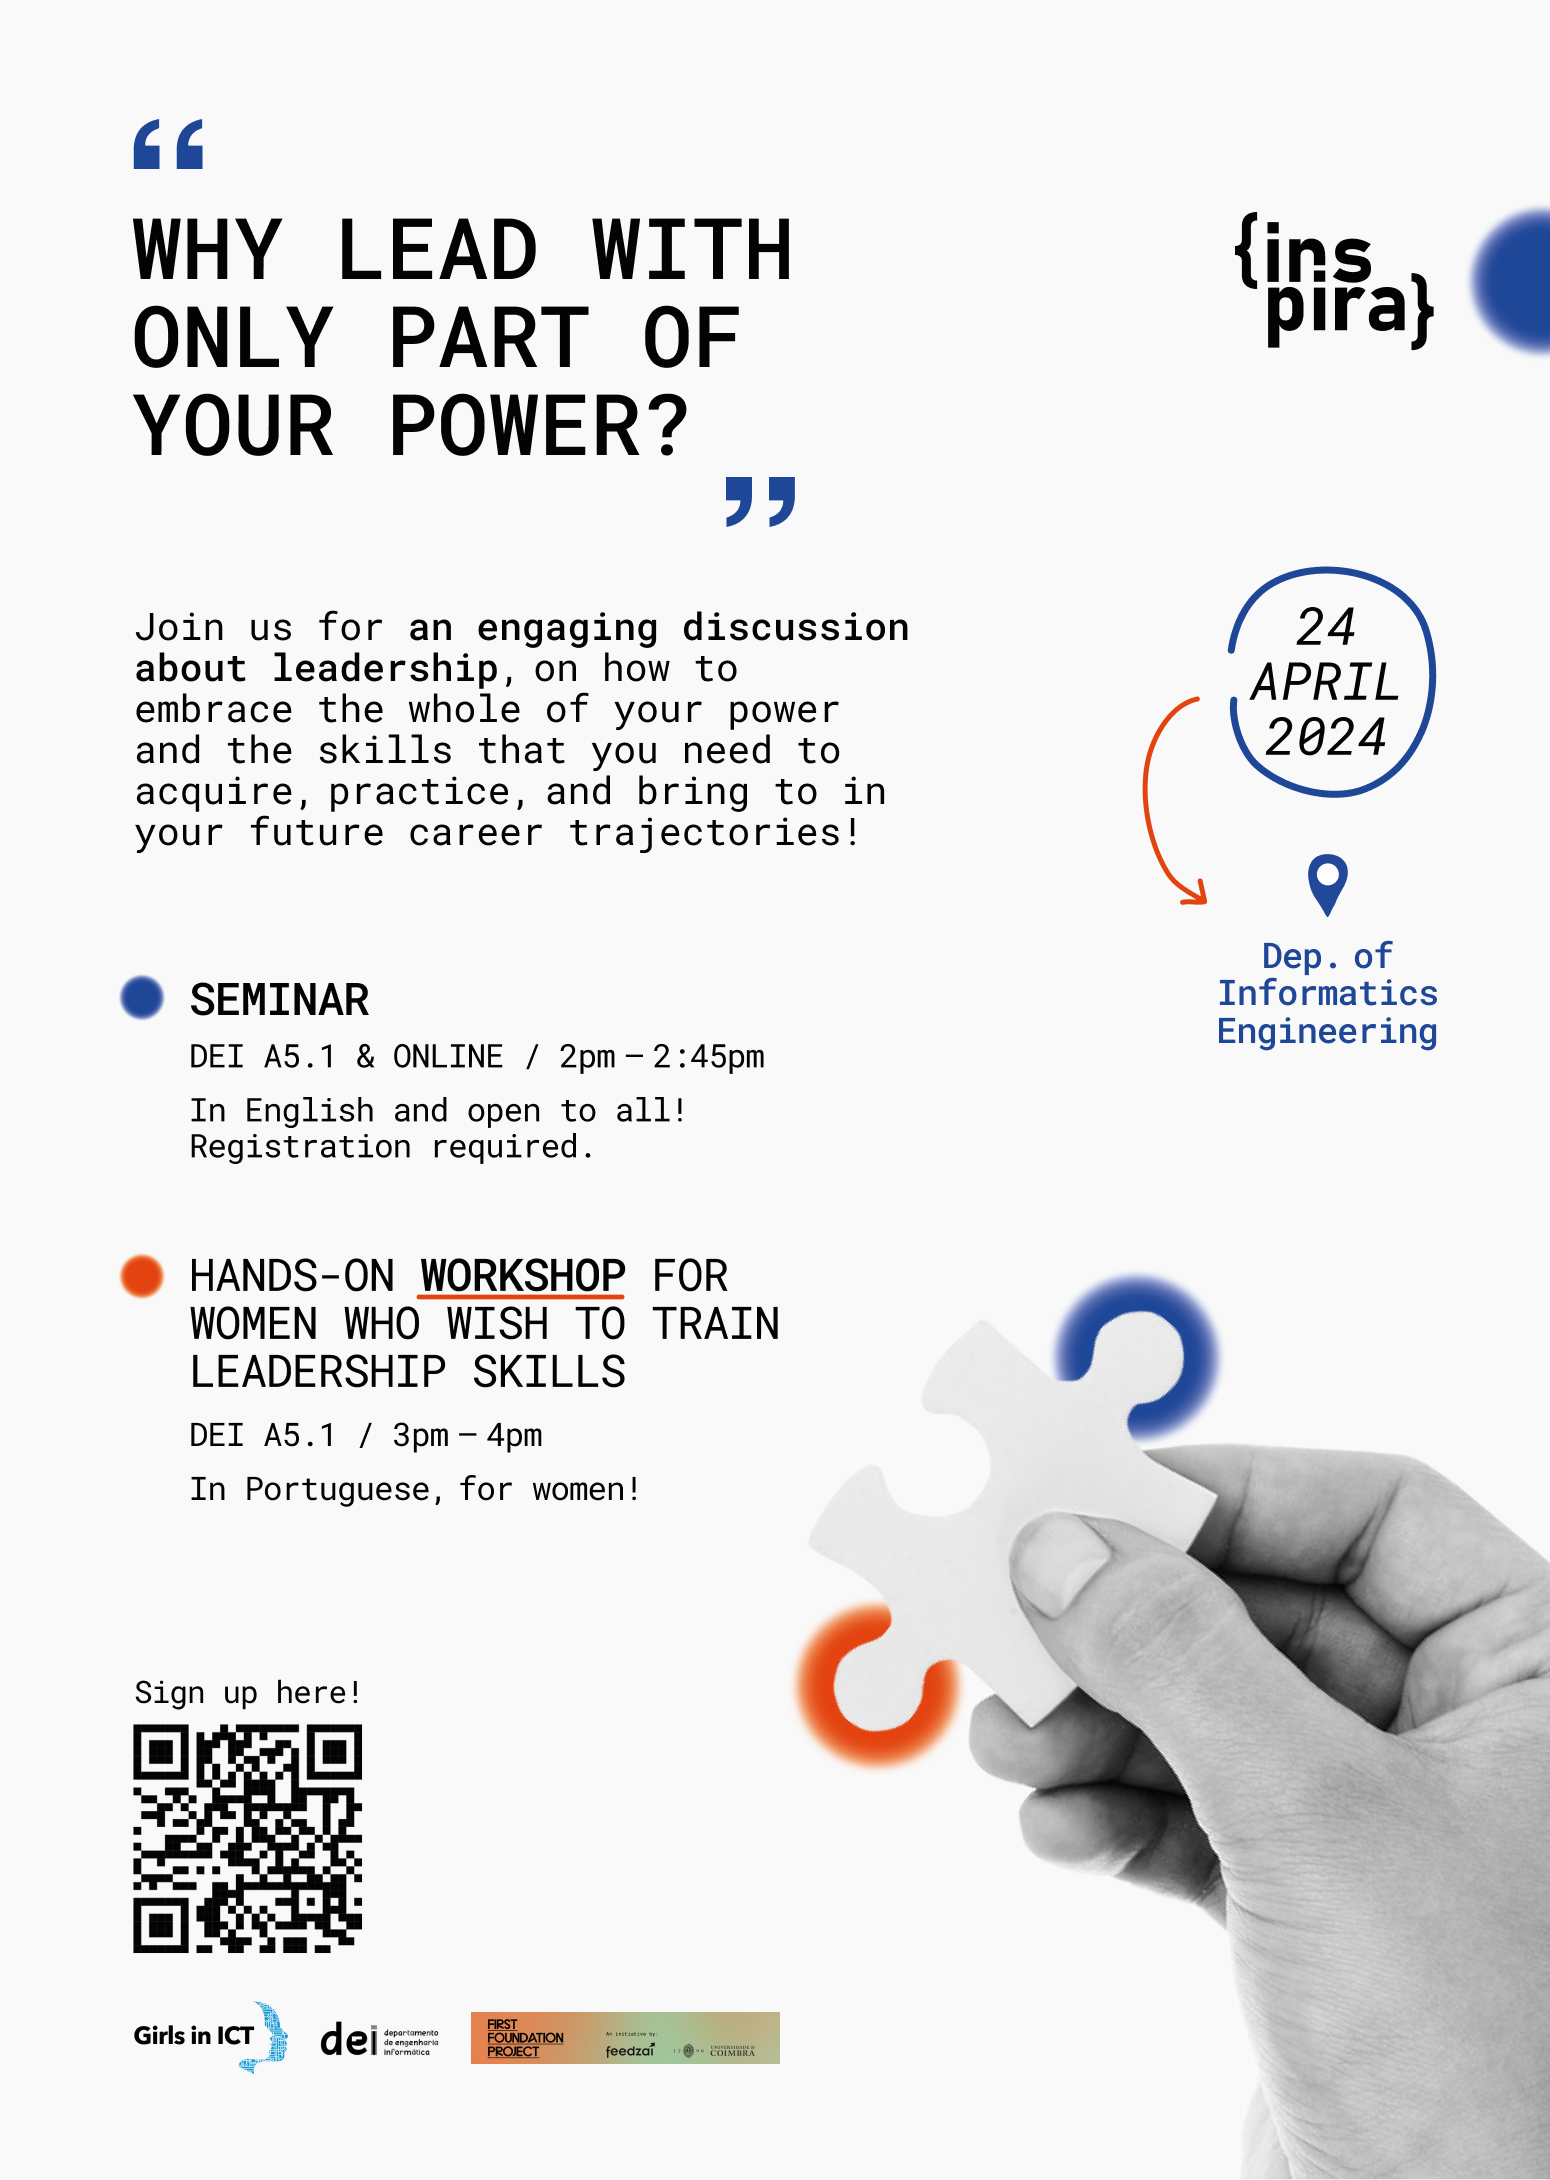 “
WHY LEAD WITH
ONLY PART OF
YOUR POWER?
”
{ins
pira}
Join us for an engaging discussion
about leadership, on how to
embrace the whole of your power
and the skills that you need to
acquire, practice, and bring to in
your future career trajectories!
24
APRIL
2024
Dep. of
Informatics
Engineering
SEMINAR
DEI A5.1 & ONLINE / 2pm – 2:45pm
In English and open to all!
Registration required.
HANDS-ON WORKSHOP FOR
WOMEN WHO WISH TO TRAIN
LEADERSHIP SKILLS
DEI A5.1 / 3pm – 4pm
In Portuguese, for women!
Sign up here!
Girls in ICT
dei
departamento
de engenharia
informática
FIRST
FOUNDATION
PROJECT
An initiative by:
feedzai
12 90
UNIVERSIDADE D
COIMBRA